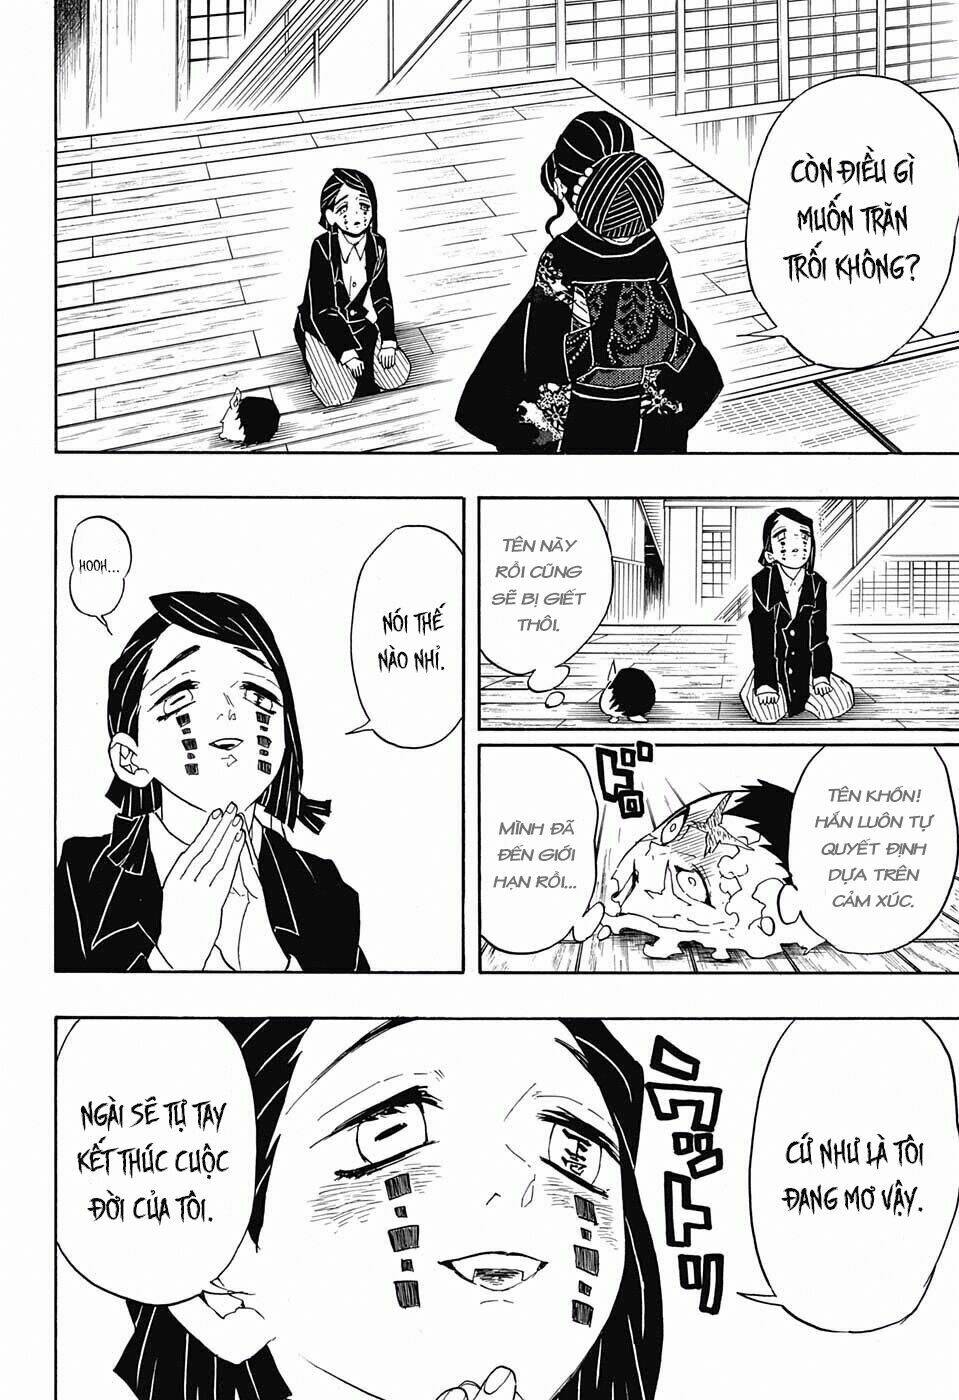 CÒN ĐIỀU GÌ
MUỐN TRĂN
TRỐI KHÔNG?
TÊN NÀY
RỒI CŨNG
SẼ BỊ GIẾT
THÔI.
NÓI THẾ
NÀO NHỈ.
HOOH...
TÊN KHỐN!
HẮN LUÔN TỰ
QUYẾT ĐỊNH
DỰA TRÊN
CẢM XÚC.
MÌNH ĐÃ
ĐẾN GIỚI
HẠN RỒI...
CỨ NHƯ LÀ TÔI
ĐANG MƠ VẬY.
NGÀI SẼ TỰ TAY
KẾT THÚC CUỘC
ĐỜI CỦA TÔI.